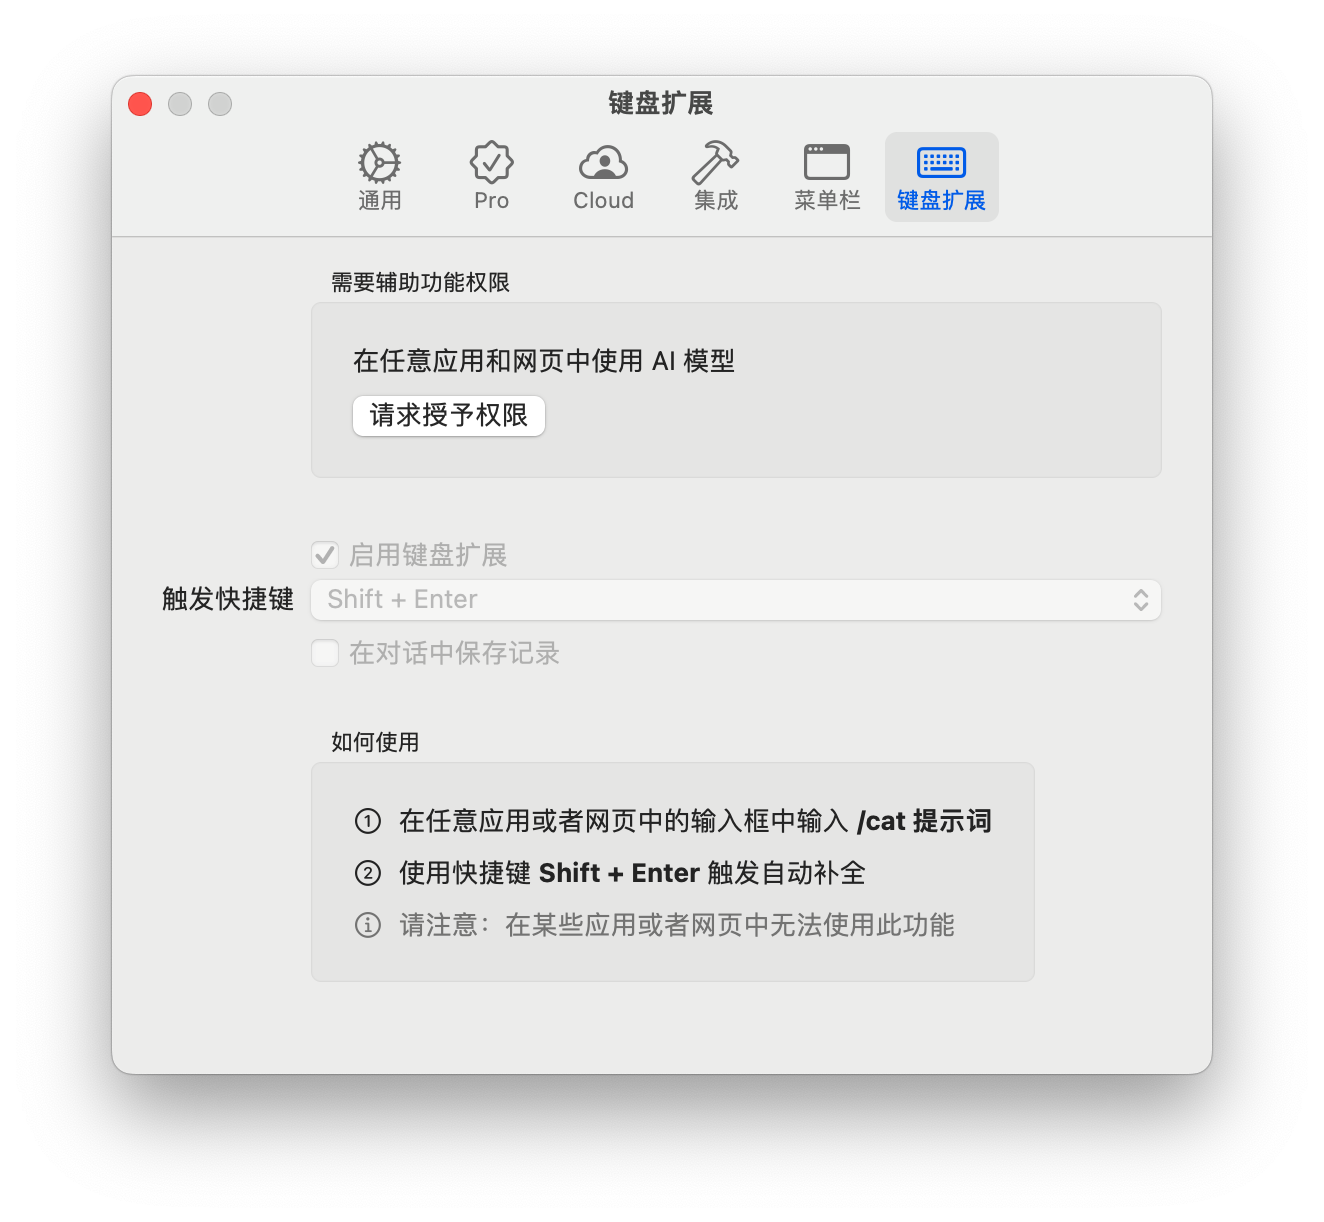 键盘扩展
通用
Pro
Cloud
集成
菜单栏
键盘扩展
需要辅助功能权限
在任意应用和网页中使用 AI 模型
请求授予权限
启用键盘扩展
触发快捷键 Shift + Enter
在对话中保存记录
如何使用
① 在任意应用或者网页中的输入框中输入 /cat 提示词
② 使用快捷键 Shift + Enter 触发自动补全
请注意：在某些应用或者网页中无法使用此功能